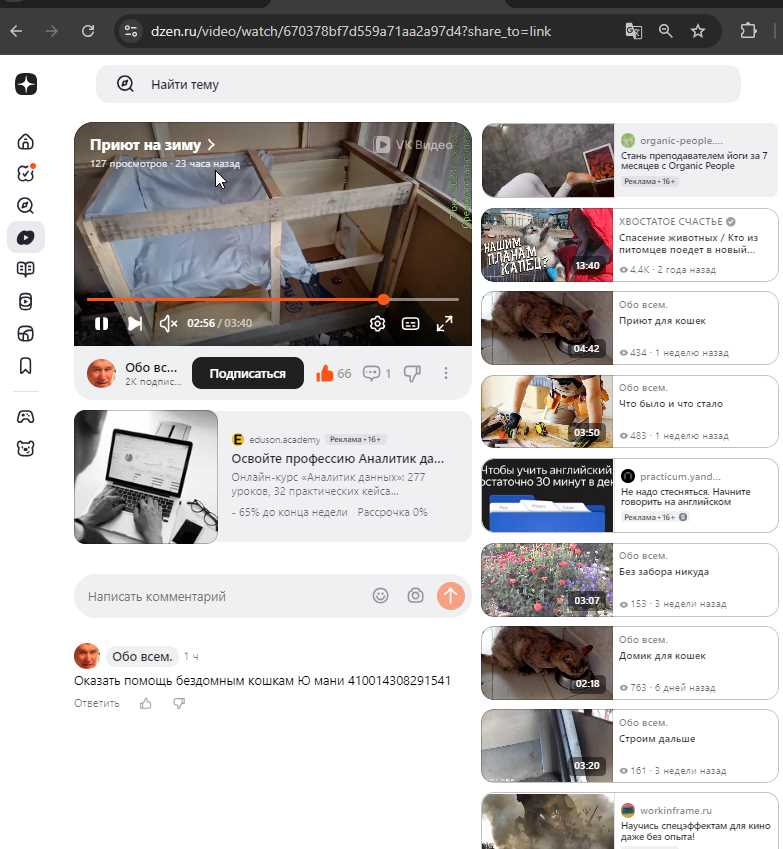 dzen.ru/video/watch/670378bf7d559a71aa2a97d4?share_to=link
Найти тему
Приют на зиму
127 просмотров · 23 часа назад
VK Видео
02:56 / 03:40
Обо вс...
2K подпис...
Подписаться
66
1
eduson.academy
Реклама • 16+
Освойте профессию Аналитик да...
Онлайн-курс «Аналитик данных»: 277
уроков, 32 практических кейса...
- 65% до конца недели Рассрочка 0%
Написать комментарий
Обо всем.
1 ч
Оказать помощь бездомным кошкам Ю мани 410014308291541
Ответить
organic-people....
Стань преподавателем йоги за 7
месяцев с Organic People
Реклама • 16+
НАШИМ
ПЛАНАМ
КАПЕЦ?
13:40
ХВОСТАТОЕ СЧАСТЬЕ
Спасение животных / Кто из
питомцев поедет в новый...
4,4K · 2 года назад
04:42
Обо всем.
Приют для кошек
434 · 1 неделю назад
03:50
Обо всем.
Что было и что стало
483 · 1 неделю назад
Чтобы учить английский
остаточно 30 минут в ден
practicum.yand...
Не надо стесняться. Начните
говорить на английском
Реклама • 16+
03:07
Обо всем.
Без забора никуда
153 · 3 недели назад
02:18
Обо всем.
Домик для кошек
763 · 6 дней назад
03:20
Обо всем.
Строим дальше
161 · 3 недели назад
workinframe.ru
Научись спецэффектам для кино
даже без опыта!